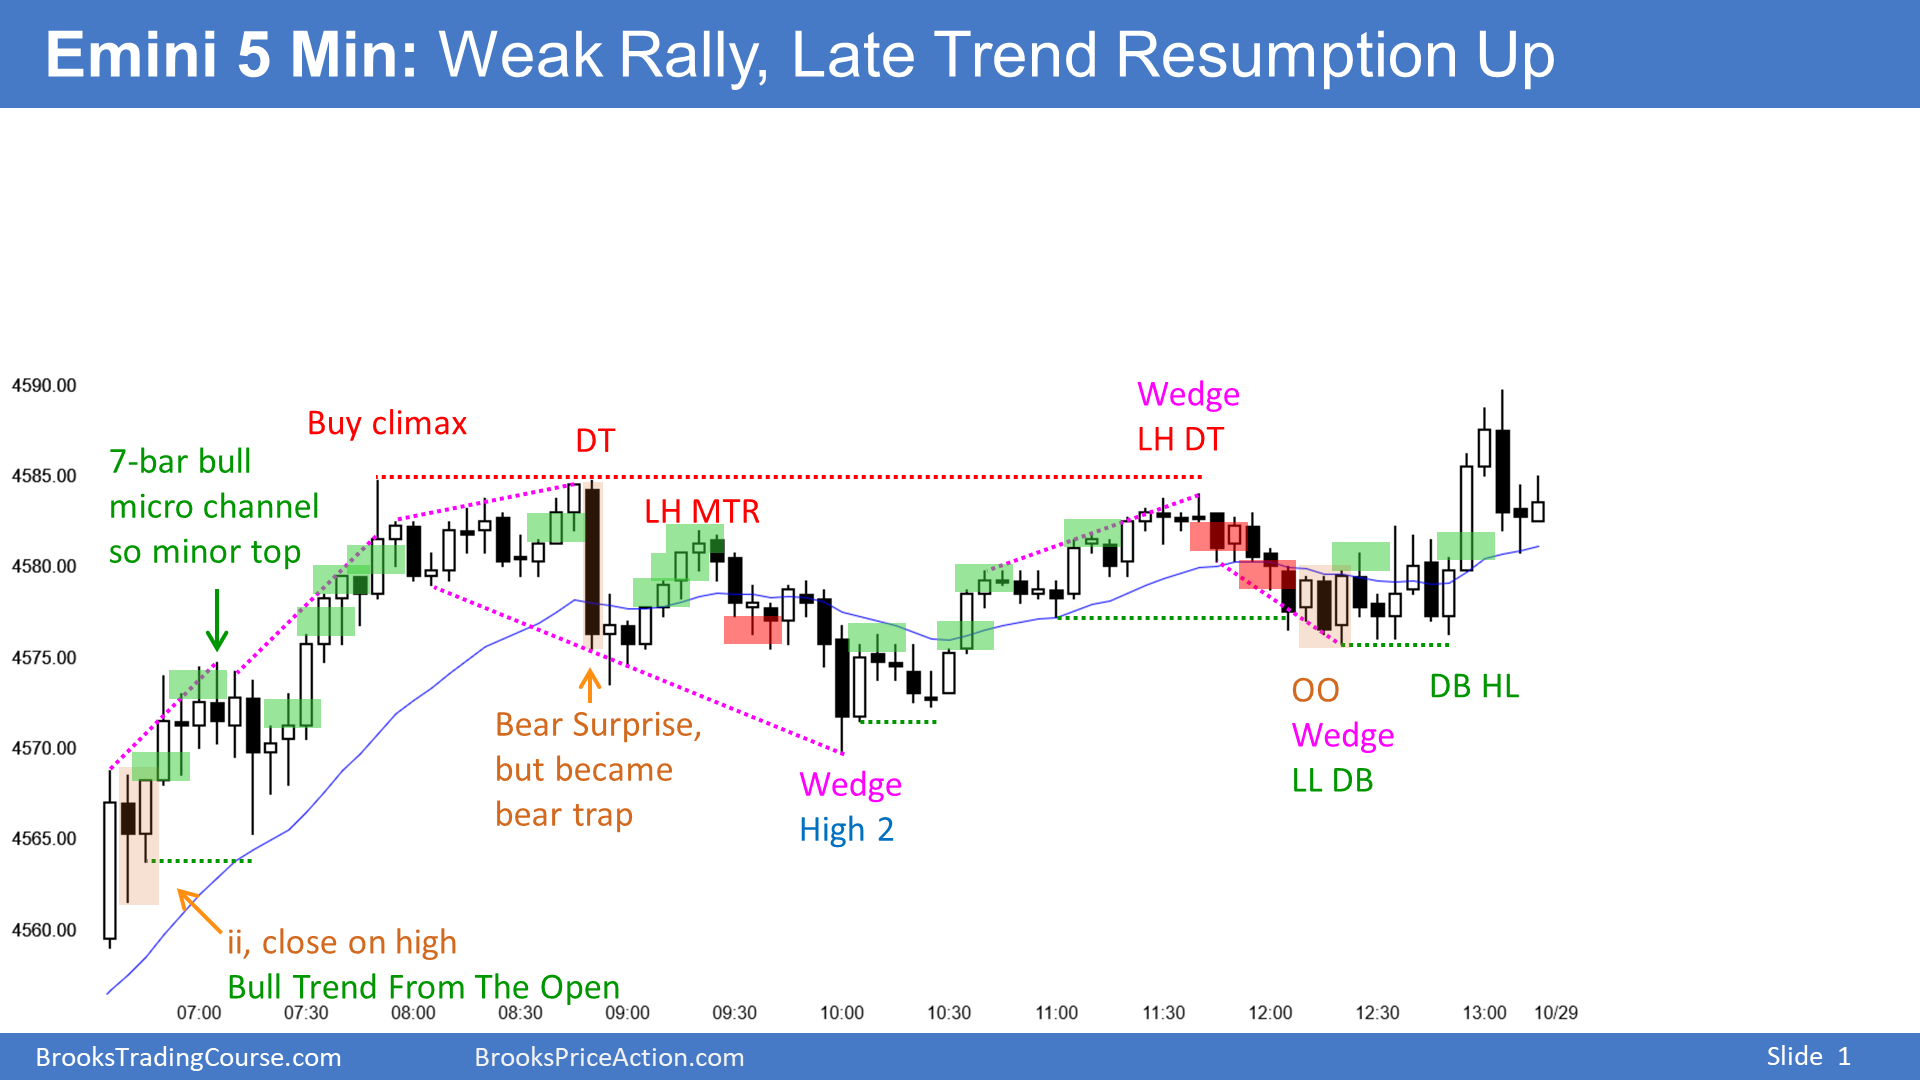 Emini 5 Min: Weak Rally, Late Trend Resumption Up
4590.00
4585.00
4580.00
4575.00
4570.00
4565.00
4560.00
7-bar bull
micro channel
so minor top
Buy climax
DT
LH MTR
Bear Surprise,
but became
bear trap
Wedge
High 2
Wedge
LH DT
OO
Wedge
LL DB
DB HL
ii, close on high
Bull Trend From The Open
07:00 07:30 08:00 08:30 09:00 09:30 10:00 10:30 11:00 11:30 12:00 12:30 13:00 10/29
BrooksTradingCourse.com
BrooksPriceAction.com
Slide 1